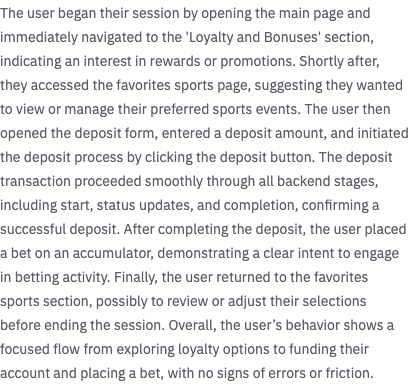 The user began their session by opening the main page and
immediately navigated to the 'Loyalty and Bonuses' section,
indicating an interest in rewards or promotions. Shortly after,
they accessed the favorites sports page, suggesting they wanted
to view or manage their preferred sports events. The user then
opened the deposit form, entered a deposit amount, and initiated
the deposit process by clicking the deposit button. The deposit
transaction proceeded smoothly through all backend stages,
including start, status updates, and completion, confirming a
successful deposit. After completing the deposit, the user placed
a bet on an accumulator, demonstrating a clear intent to engage
in betting activity. Finally, the user returned to the favorites
sports section, possibly to review or adjust their selections
before ending the session. Overall, the user’s behavior shows a
focused flow from exploring loyalty options to funding their
account and placing a bet, with no signs of errors or friction.